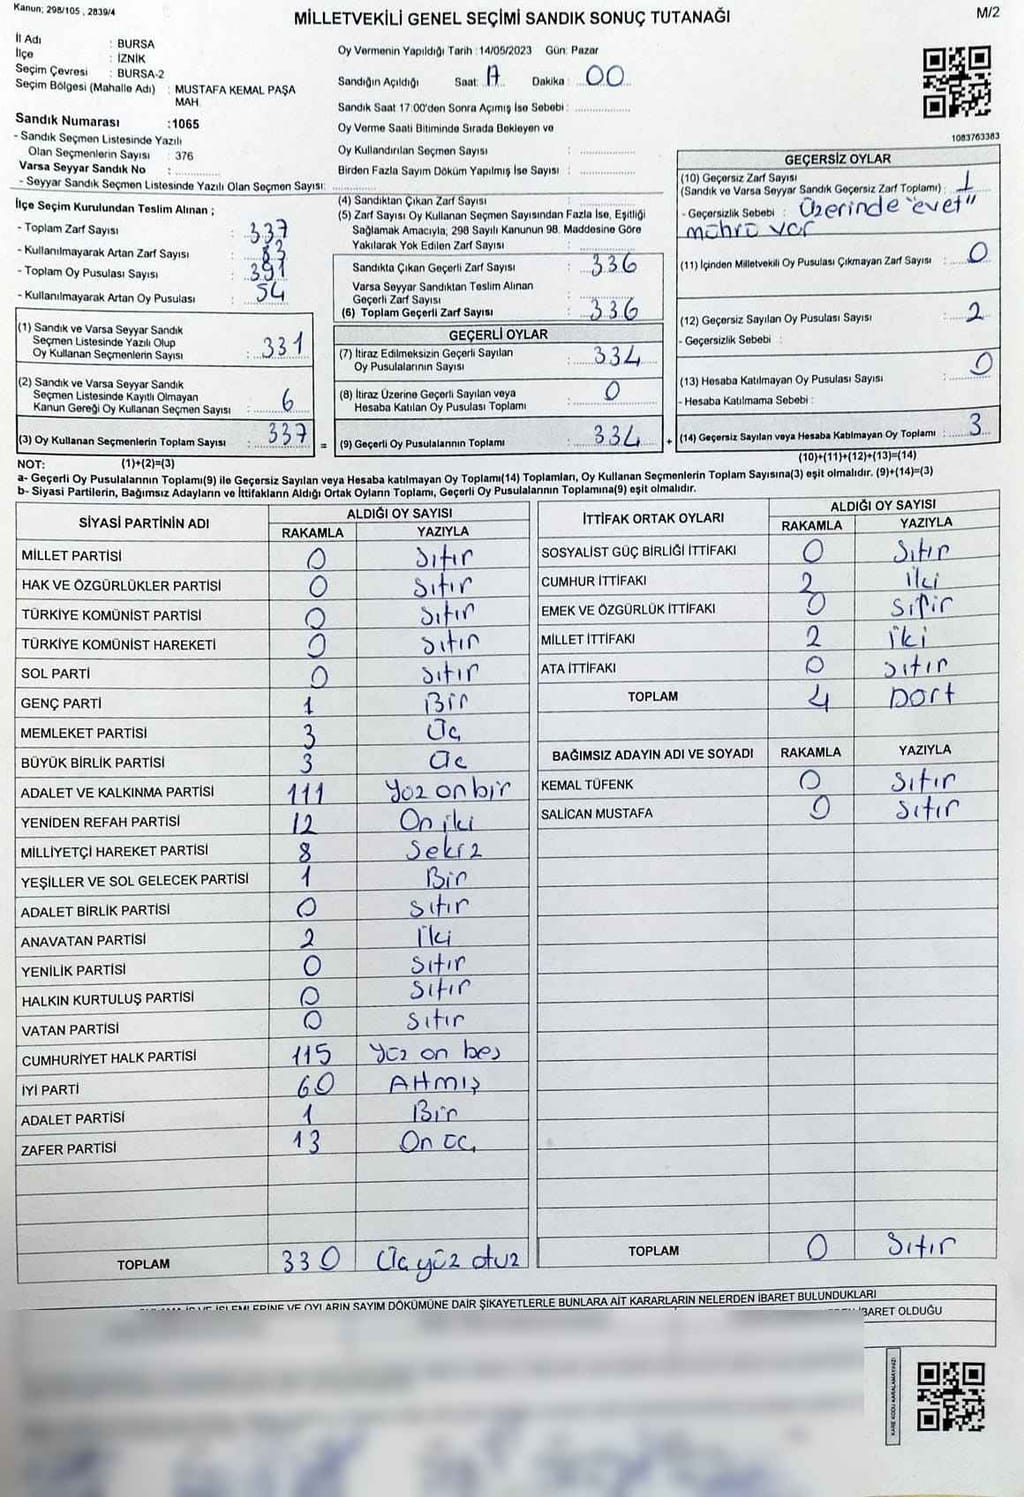 Kanun; 298/105 , 2839/4
MİLLETVEKİLİ GENEL SEÇİMİ SANDIK SONUÇ TUTANAĞI
M/2
İl Adı : BURSA
İlçe : İZNİK
Seçim Çevresi : BURSA-2
Seçim Bölgesi (Mahalle Adı) : MUSTAFA KEMAL PAŞA
MAH.
Sandık Numarası :1065
- Sandık Seçmen Listesinde Yazılı
Olan Seçmenlerin Sayısı : 376
Varsa Seyyar Sandık No :
- Seyyar Sandık Seçmen Listesinde Yazılı Olan Seçmen Sayısı:
Oy Vermenin Yapıldığı Tarih :14/05/2023 Gün: Pazar
Sandığın Açıldığı Saat: 17 Dakika : 00
Sandık Saat 17:00'den Sonra Açımış İse Sebebi :
Oy Verme Saati Bitiminde Sırada Bekleyen ve
Oy Kullandırılan Seçmen Sayısı :
Birden Fazla Sayım Döküm Yapılmış İse Sayısı :
1083763383
İlçe Seçim Kurulundan Teslim Alınan ;
- Toplam Zarf Sayısı : 337
- Kullanılmayarak Artan Zarf Sayısı :
- Toplam Oy Pusulası Sayısı : 391
- Kullanılmayarak Artan Oy Pusulası : 54
(1) Sandık ve Varsa Seyyar Sandık
Seçmen Listesinde Yazılı Olup
Oy Kullanan Seçmenlerin Sayısı : 331
(2) Sandık ve Varsa Seyyar Sandık
Seçmen Listesinde Kayıtlı Olmayan
Kanun Gereği Oy Kullanan Seçmen Sayısı : 6
(3) Oy Kullanan Seçmenlerin Toplam Sayısı : 337 =
(4) Sandıktan Çıkan Zarf Sayısı :
(5) Zarf Sayısı Oy Kullanan Seçmen Sayısından Fazla İse, Eşitliği
Sağlamak Amacıyla, 298 Sayılı Kanunun 98. Maddesine Göre
Yakılarak Yok Edilen Zarf Sayısı :
Sandıkta Çıkan Geçerli Zarf Sayısı : 336
Varsa Seyyar Sandıktan Teslim Alınan
Geçerli Zarf Sayısı :
(6) Toplam Geçerli Zarf Sayısı : 336
GEÇERLİ OYLAR
(7) İtiraz Edilmeksizin Geçerli Sayılan
Oy Pusulalarının Sayısı : 334
(8) İtiraz Üzerine Geçerli Sayılan veya
Hesaba Katılan Oy Pusulası Toplamı : 0
(9) Geçerli Oy Pusulalarının Toplamı : 334 +
GEÇERSİZ OYLAR
(10) Geçersiz Zarf Sayısı
(Sandık ve Varsa Seyyar Sandık Geçersiz Zarf Toplamı) : 1
- Geçersizlik Sebebi : Üzerinde "evet"
mührü var
(11) İçinden Milletvekili Oy Pusulası Çıkmayan Zarf Sayısı : 0
(12) Geçersiz Sayılan Oy Pusulası Sayısı : 2
- Geçersizlik Sebebi :
(13) Hesaba Katılmayan Oy Pusulası Sayısı : 0
- Hesaba Katılmama Sebebi :
(14) Geçersiz Sayılan veya Hesaba Katılmayan Oy Toplamı : 3
NOT: (1)+(2)=(3)
(10)+(11)+(12)+(13)=(14)
a- Geçerli Oy Pusulalarının Toplamı(9) ile Geçersiz Sayılan veya Hesaba katılmayan Oy Toplamı(14) Toplamları, Oy Kullanan Seçmenlerin Toplam Sayısına(3) eşit olmalıdır. (9)+(14)=(3)
b- Siyasi Partilerin, Bağımsız Adayların ve İttifakların Aldığı Ortak Oyların Toplamı, Geçerli Oy Pusulalarının Toplamına(9) eşit olmalıdır.
SİYASİ PARTİNİN ADI ALDIĞI OY SAYISI
RAKAMLA YAZIYLA
MİLLET PARTİSİ 0 Sıfır
HAK VE ÖZGÜRLÜKLER PARTİSİ 0 Sıfır
TÜRKİYE KOMÜNİST PARTİSİ 0 Sıfır
TÜRKİYE KOMÜNİST HAREKETİ 0 Sıfır
SOL PARTİ 0 Sıfır
GENÇ PARTİ 1 Bir
MEMLEKET PARTİSİ 3 Üç
BÜYÜK BİRLİK PARTİSİ 3 Üç
ADALET VE KALKINMA PARTİSİ 111 Yüz on bir
YENİDEN REFAH PARTİSİ 12 On iki
MİLLİYETÇİ HAREKET PARTİSİ 8 Sekiz
YEŞİLLER VE SOL GELECEK PARTİSİ 1 Bir
ADALET BİRLİK PARTİSİ 0 Sıfır
ANAVATAN PARTİSİ 2 İki
YENİLİK PARTİSİ 0 Sıfır
HALKIN KURTULUŞ PARTİSİ 0 Sıfır
VATAN PARTİSİ 0 Sıfır
CUMHURİYET HALK PARTİSİ 115 Yüz on beş
İYİ PARTİ 60 Altmış
ADALET PARTİSİ 1 Bir
ZAFER PARTİSİ 13 On üç
TOPLAM 330 Üç yüz otuz
İTTİFAK ORTAK OYLARI ALDIĞI OY SAYISI
RAKAMLA YAZIYLA
SOSYALİST GÜÇ BİRLİĞİ İTTİFAKI 0 Sıfır
CUMHUR İTTİFAKI 2 İki
EMEK VE ÖZGÜRLÜK İTTİFAKI 0 Sıfır
MİLLET İTTİFAKI 2 İki
ATA İTTİFAKI 0 Sıfır
TOPLAM 4 Dört
BAĞIMSIZ ADAYIN ADI VE SOYADI RAKAMLA YAZIYLA
KEMAL TÜFENK 0 Sıfır
SALİCAN MUSTAFA 0 Sıfır
TOPLAM 0 Sıfır
İŞLEMLERİNE VE OYLARIN SAYIM DÖKÜMÜNE DAİR ŞİKAYETLERLE BUNLARA AİT KARARLARIN NELERDEN İBARET BULUNDUKLARI
İBARET OLDUĞU
KARE KODU KARALAMAYINIZ!